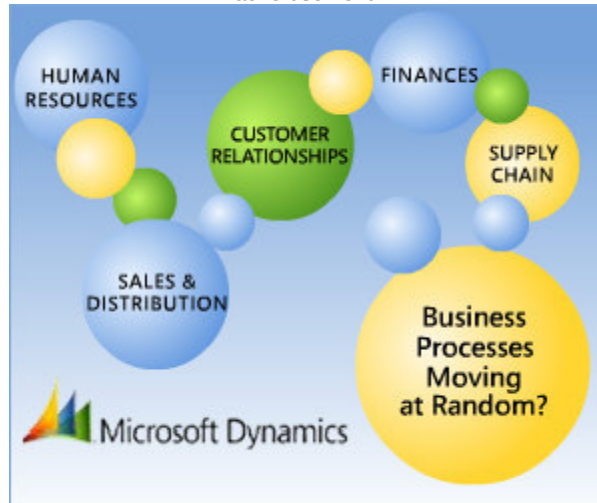 HUMAN
RESOURCES
CUSTOMER
RELATIONSHIPS
FINANCES
SUPPLY
CHAIN
SALES &
DISTRIBUTION
Business
Processes
Moving
at Random?
Microsoft Dynamics